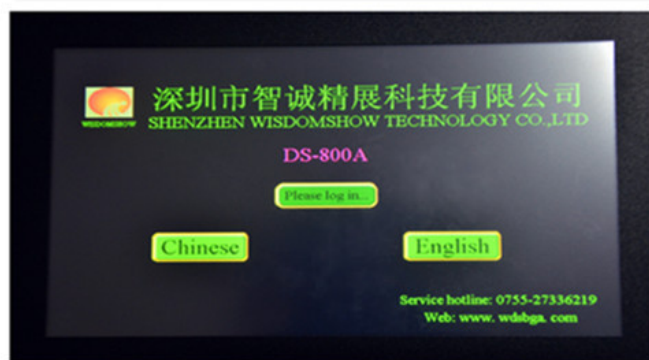 深圳市智诚精展科技有限公司
WISDOMSHOW
SHENZHEN WISDOMSHOW TECHNOLOGY CO.,LTD
DS-800A
Please log in...
Chinese
English
Service hotline: 0755-27336219
Web: www. wdsbga. com